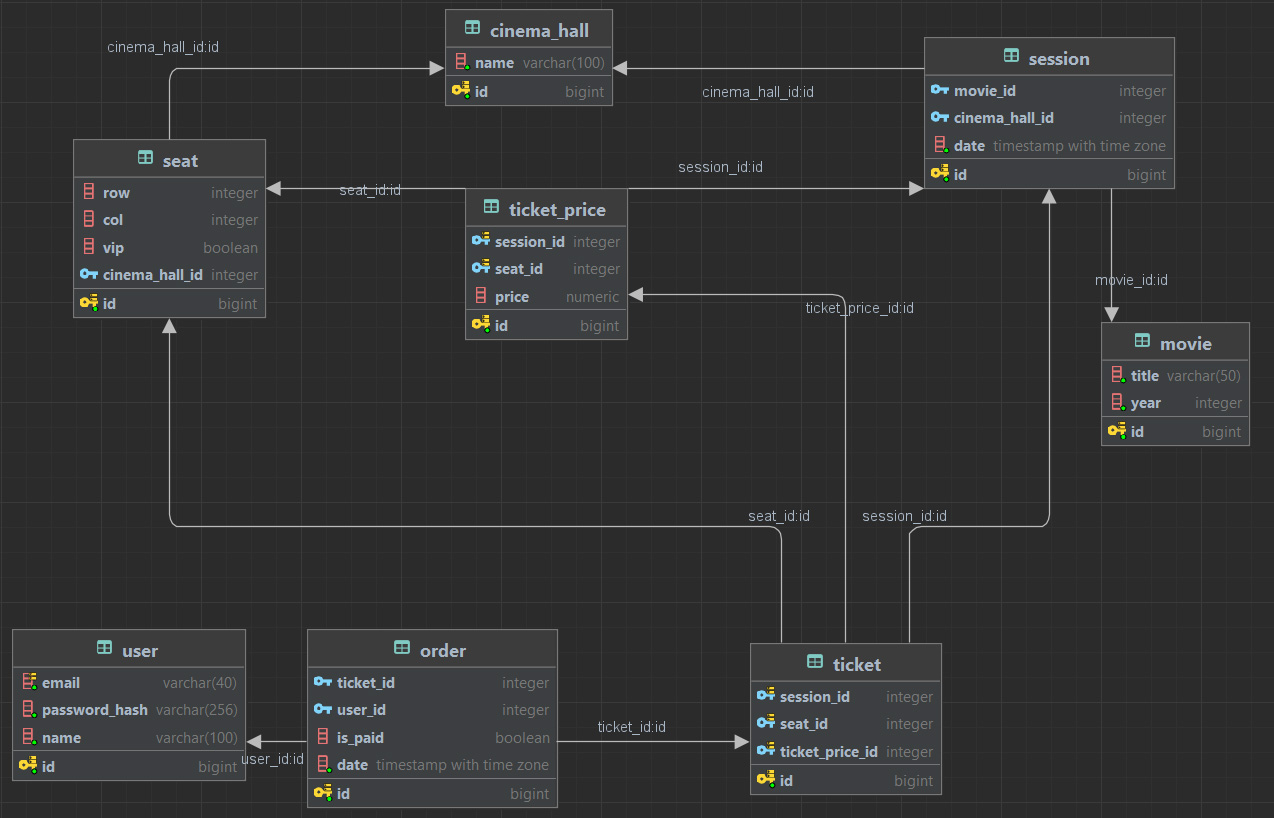 cinema_hall
name varchar(100)
id bigint
cinema_hall_id:id
session
movie_id integer
cinema_hall_id integer
date timestamp with time zone
id bigint
cinema_hall_id:id
seat
row integer
col integer
vip boolean
cinema_hall_id integer
id bigint
seat_id:id
session_id:id
ticket_price
session_id integer
seat_id integer
price numeric
id bigint
movie_id:id
ticket_price_id:id
movie
title varchar(50)
year integer
id bigint
seat_id:id
session_id:id
user
email varchar(40)
password_hash varchar(256)
name varchar(100)
id bigint
user_id:id
order
ticket_id integer
user_id integer
is_paid boolean
date timestamp with time zone
id bigint
ticket_id:id
ticket
session_id integer
seat_id integer
ticket_price_id integer
id bigint